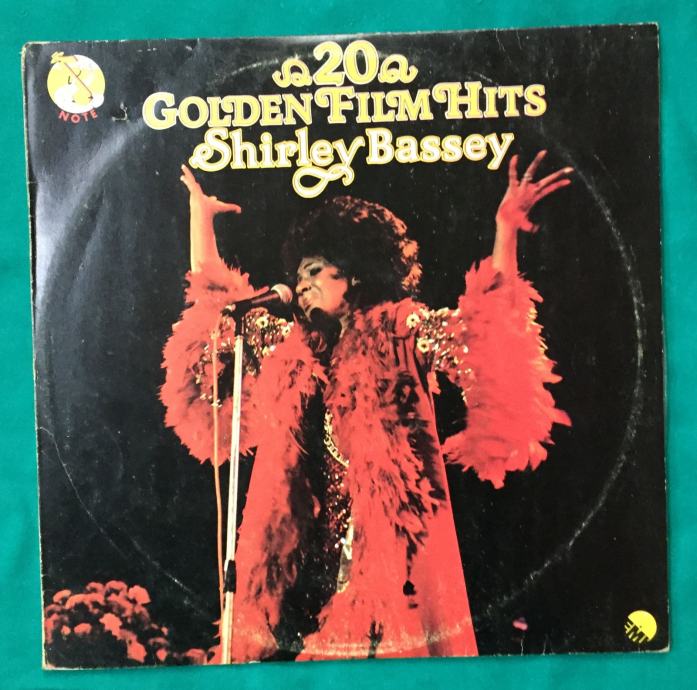 NOTE
20
GOLDEN FILM HITS
Shirley Bassey
EMI